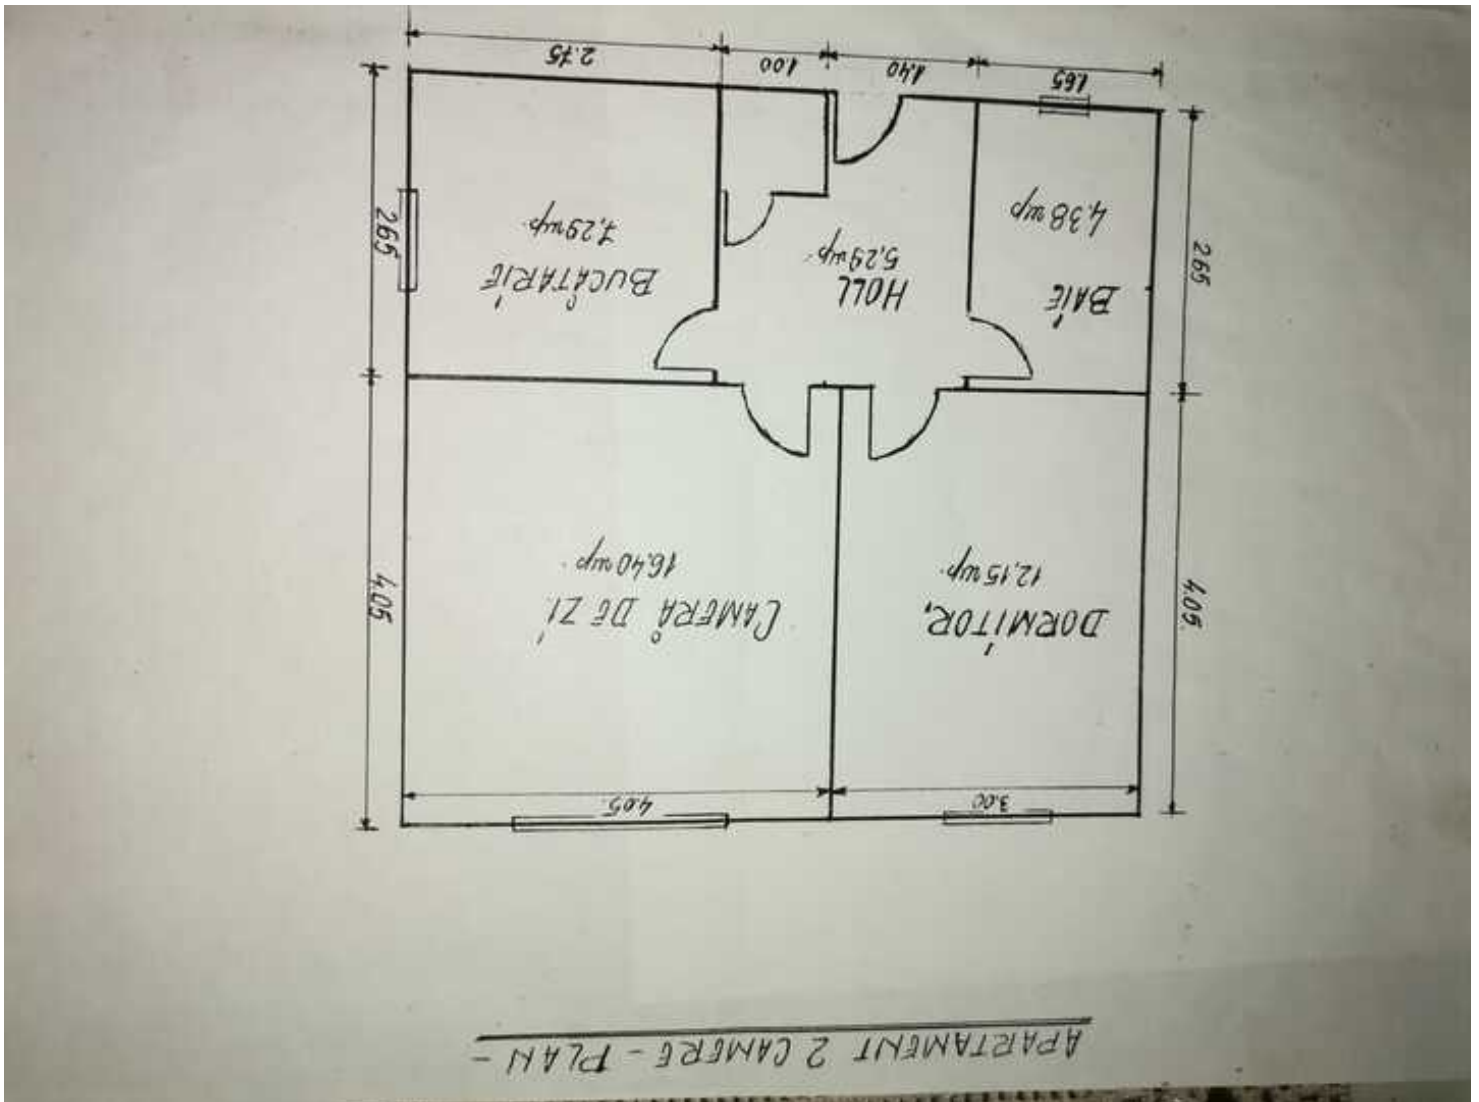 APARTAMENT 2 CAMERE - PLAN -
3.00
4.05
DORMITOR,
12,15 mp.
CAMERĂ DE ZI.
16,40 mp.
4.05
4.05
BAIE
4,38 mp
HOLL
5,29 mp
BUCĂTĂRIE
7,29 mp.
2.65
2.65
1.65
1.40
1.00
2.75